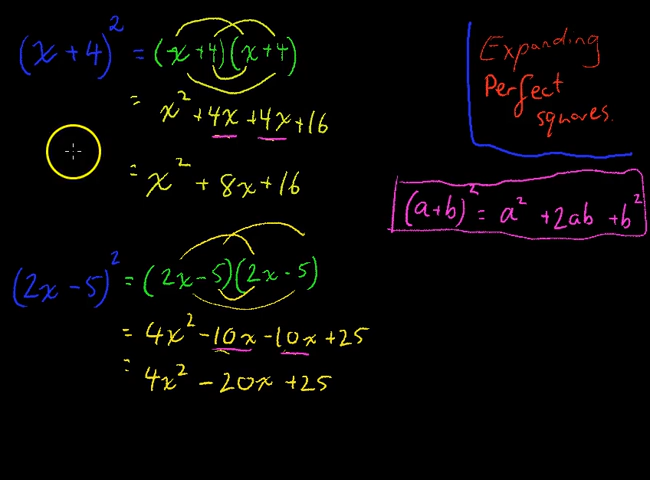 (x+4)² = (x+4)(x+4)
= x² + 4x + 4x + 16
= x² + 8x + 16
(2x-5)² = (2x-5)(2x-5)
= 4x² - 10x - 10x + 25
= 4x² - 20x + 25
Expanding
Perfect
squares.
(a+b)² = a² + 2ab + b²